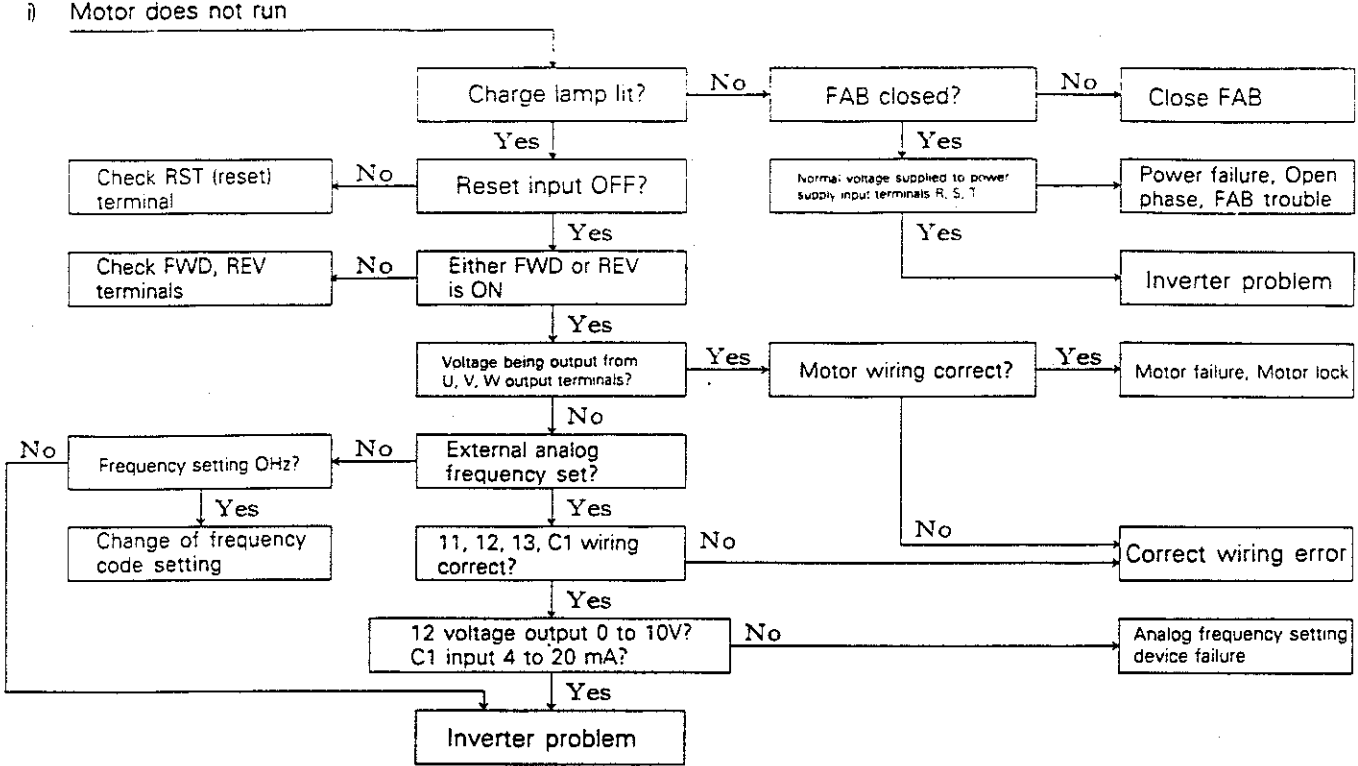 i) Motor does not run
Charge lamp lit?
No
FAB closed?
No
Close FAB
Yes
Yes
Check RST (reset)
terminal
No
Reset input OFF?
Normal voltage supplied to power
supply input terminals R, S, T
Power failure, Open
phase, FAB trouble
Yes
Yes
Check FWD, REV
terminals
No
Either FWD or REV
is ON
Inverter problem
Yes
Voltage being output from
U, V, W output terminals?
Yes
Motor wiring correct?
Yes
Motor failure, Motor lock
No
No
Frequency setting OHz?
No
External analog
frequency set?
Yes
Yes
Change of frequency
code setting
11, 12, 13, C1 wiring
correct?
No
No
Correct wiring error
Yes
12 voltage output 0 to 10V?
C1 input 4 to 20 mA?
No
Analog frequency setting
device failure
Yes
Inverter problem